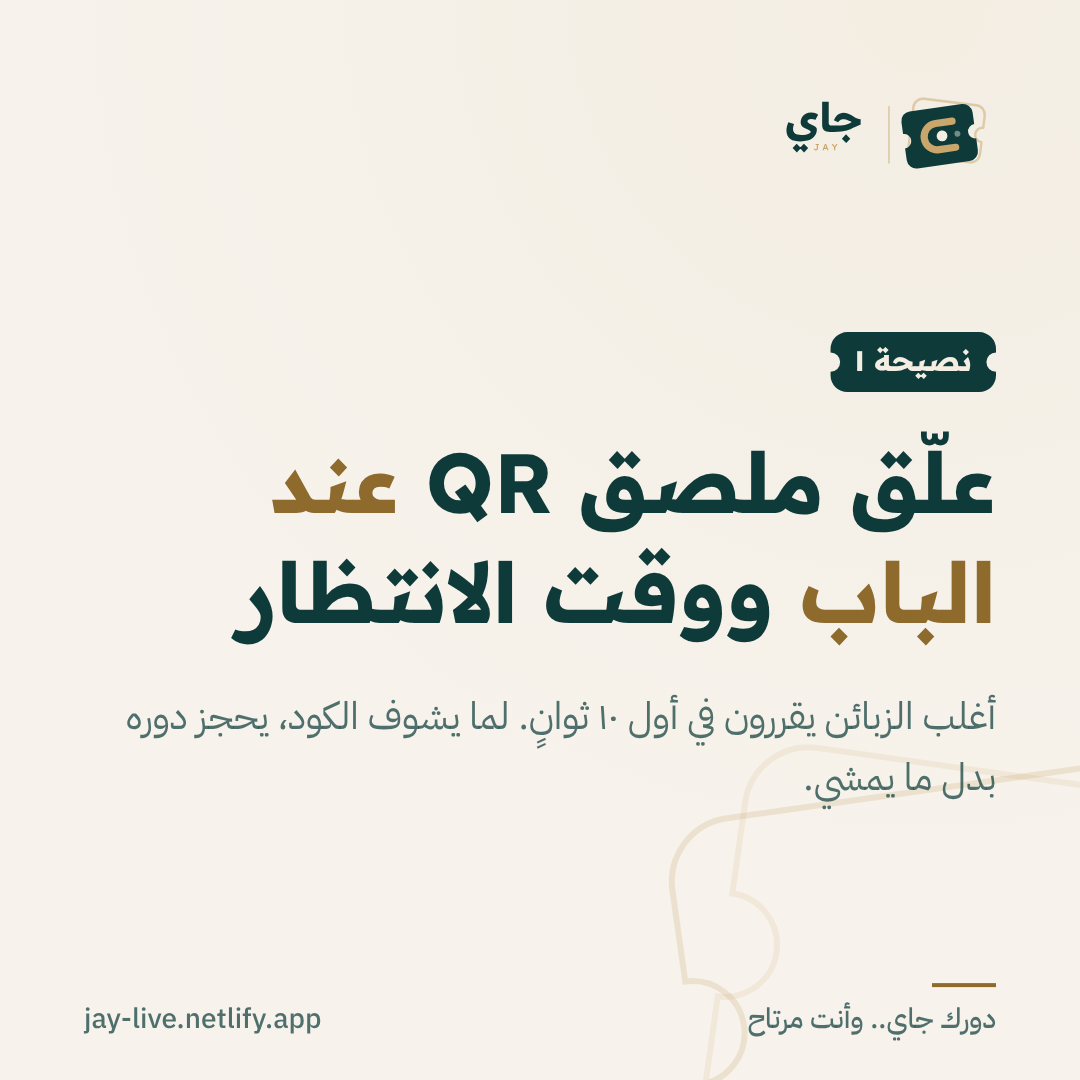 جاي
JAY
نصيحة ١
علّق ملصق QR عند
الباب ووقت الانتظار
أغلب الزبائن يقررون في أول ١٠ ثوانٍ. لما يشوف الكود، يحجز دوره
بدل ما يمشي.
دورك جاي.. وأنت مرتاح
jay-live.netlify.app